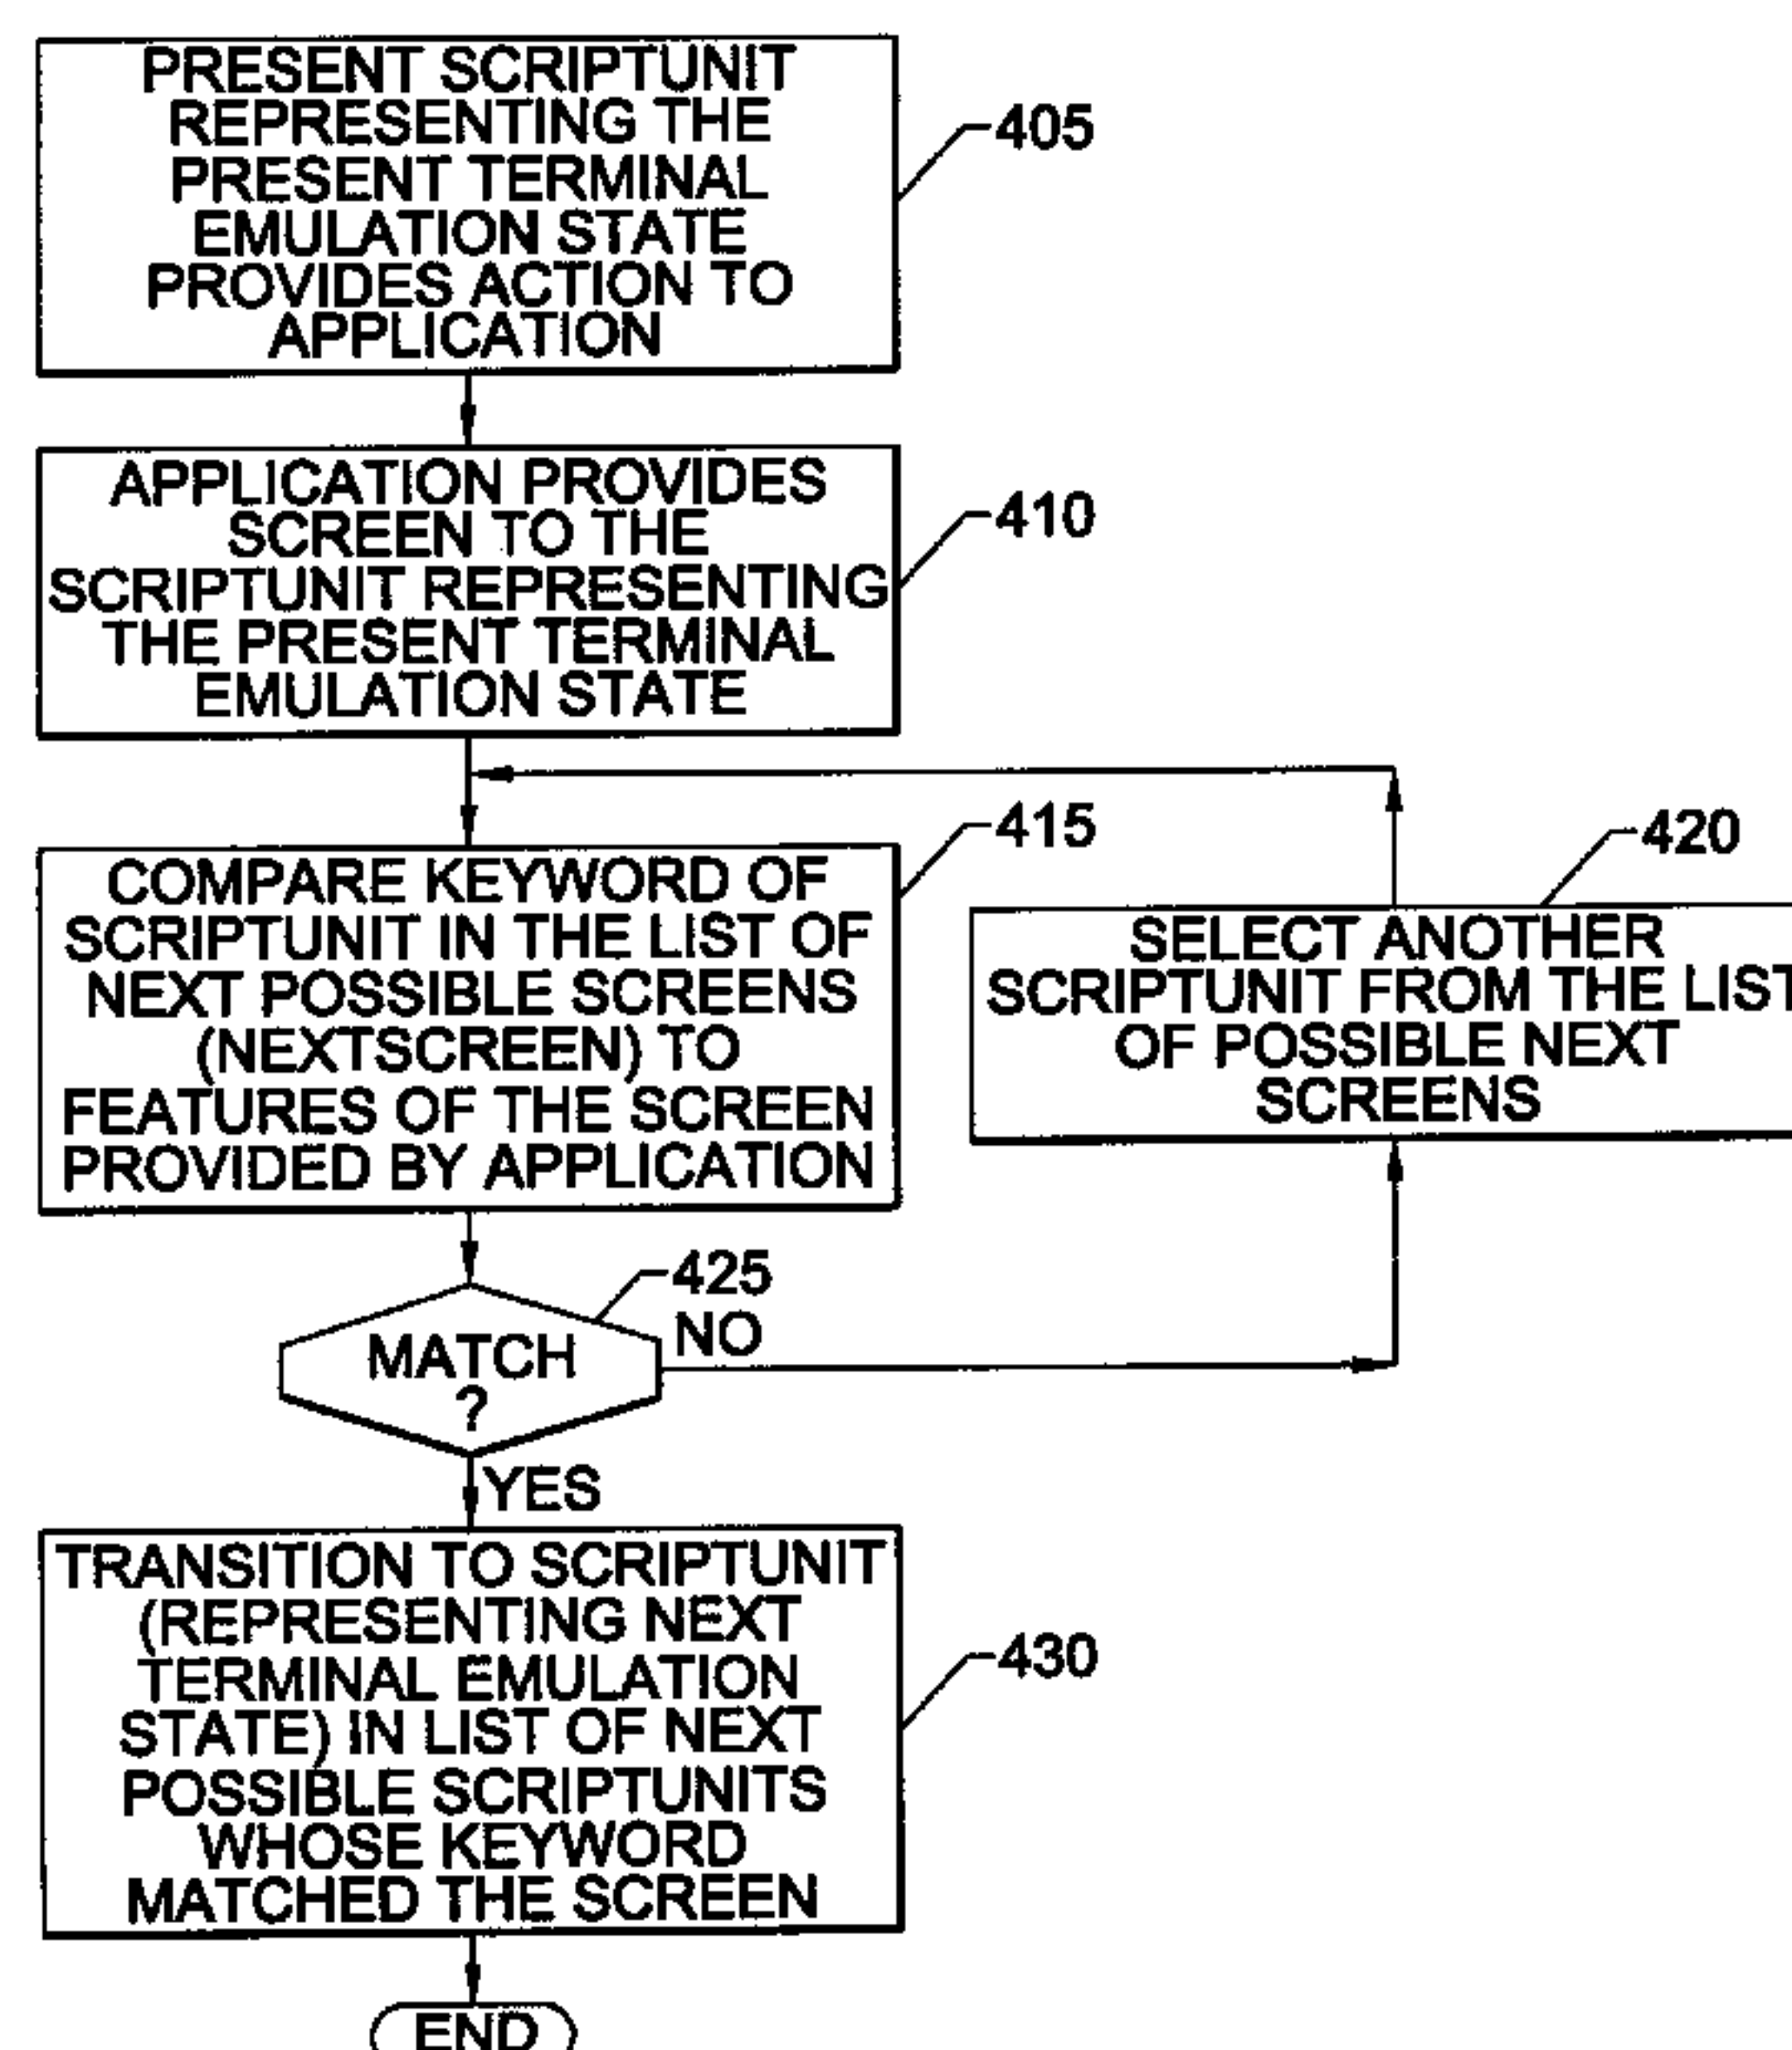 PRESENT SCRIPTUNIT
REPRESENTING THE
PRESENT TERMINAL
EMULATION STATE
PROVIDES ACTION TO
APPLICATION
405
APPLICATION PROVIDES
SCREEN TO THE
SCRIPTUNIT REPRESENTING
THE PRESENT TERMINAL
EMULATION STATE
410
COMPARE KEYWORD OF
SCRIPTUNIT IN THE LIST OF
NEXT POSSIBLE SCREENS
(NEXTSCREEN) TO
FEATURES OF THE SCREEN
PROVIDED BY APPLICATION
415
SELECT ANOTHER
SCRIPTUNIT FROM THE LIST
OF POSSIBLE NEXT
SCREENS
420
MATCH
?
425
NO
YES
TRANSITION TO SCRIPTUNIT
(REPRESENTING NEXT
TERMINAL EMULATION
STATE) IN LIST OF NEXT
POSSIBLE SCRIPTUNITS
WHOSE KEYWORD
MATCHED THE SCREEN
430
END